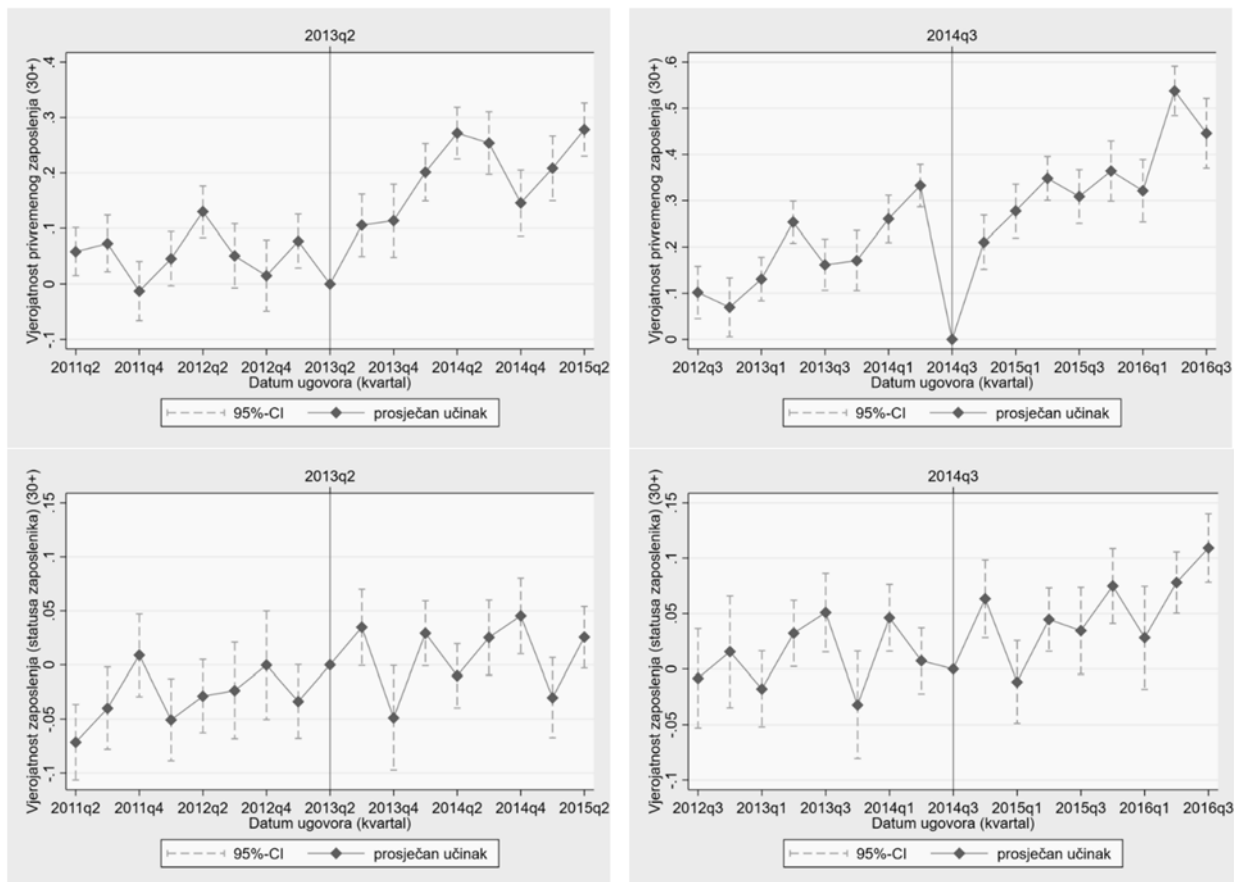 2013q2
Vjerojatnost privremenog zaposlenja (30+)
.4
.3
.2
.1
0
-.1
2011q2 2011q4 2012q2 2012q4 2013q2 2013q4 2014q2 2014q4 2015q2
Datum ugovora (kvartal)
95%-CI prosječan učinak
2014q3
Vjerojatnost privremenog zaposlenja (30+)
.6
.5
.4
.3
.2
.1
0
2012q3 2013q1 2013q3 2014q1 2014q3 2015q1 2015q3 2016q1 2016q3
Datum ugovora (kvartal)
95%-CI prosječan učinak
2013q2
Vjerojatnost zaposlenja (statusa zaposlenika) (30+)
.15
.1
.05
0
-.05
-.1
2011q2 2011q4 2012q2 2012q4 2013q2 2013q4 2014q2 2014q4 2015q2
Datum ugovora (kvartal)
95%-CI prosječan učinak
2014q3
Vjerojatnost zaposlenja (statusa zaposlenika) (30+)
.15
.1
.05
0
-.05
-.1
2012q3 2013q1 2013q3 2014q1 2014q3 2015q1 2015q3 2016q1 2016q3
Datum ugovora (kvartal)
95%-CI prosječan učinak